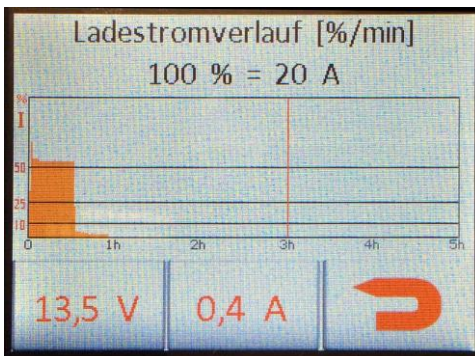 Ladestromverlauf [%/min]
100 % = 20 A
%
I
50
25
10
0 1h 2h 3h 4h 5h
13,5 V 0,4 A